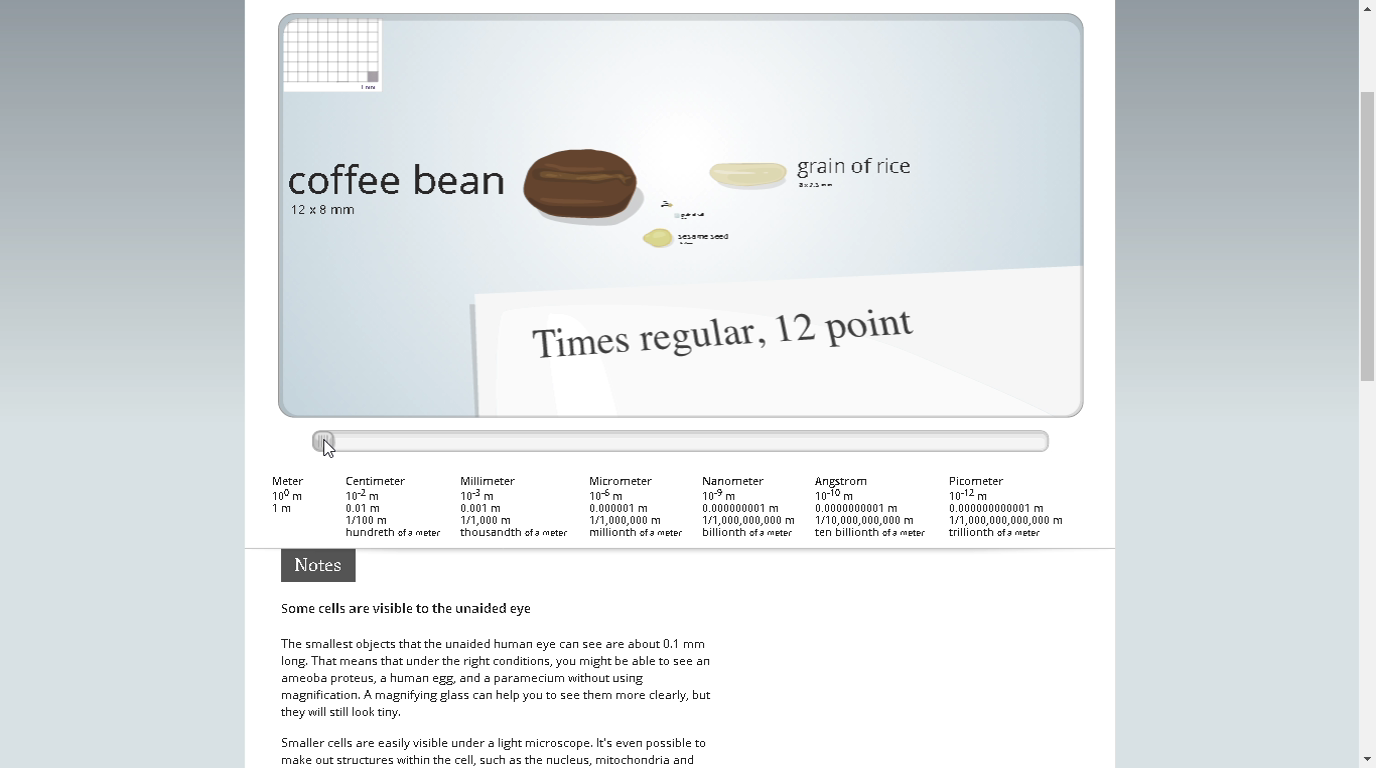 1 mm
coffee bean
12 x 8 mm
grain of rice
sesame seed
Times regular, 12 point
Meter
10⁰ m
1 m
Centimeter
10⁻² m
0.01 m
1/100 m
hundreth of a meter
Millimeter
10⁻³ m
0.001 m
1/1,000 m
thousandth of a meter
Micrometer
10⁻⁶ m
0.000001 m
1/1,000,000 m
millionth of a meter
Nanometer
10⁻⁹ m
0.000000001 m
1/1,000,000,000 m
billionth of a meter
Angstrom
10⁻¹⁰ m
0.0000000001 m
1/10,000,000,000 m
ten billionth of a meter
Picometer
10⁻¹² m
0.000000000001 m
1/1,000,000,000,000 m
trillionth of a meter
Notes
Some cells are visible to the unaided eye
The smallest objects that the unaided human eye can see are about 0.1 mm
long. That means that under the right conditions, you might be able to see an
ameoba proteus, a human egg, and a paramecium without using
magnification. A magnifying glass can help you to see them more clearly, but
they will still look tiny.
Smaller cells are easily visible under a light microscope. It's even possible to
make out structures within the cell, such as the nucleus, mitochondria and